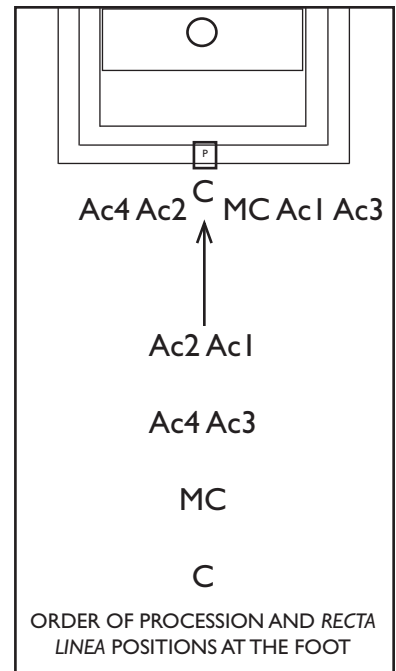 P
C
Ac4 Ac2 MC Ac1 Ac3
Ac2 Ac1
Ac4 Ac3
MC
C
ORDER OF PROCESSION AND RECTA
LINEA POSITIONS AT THE FOOT